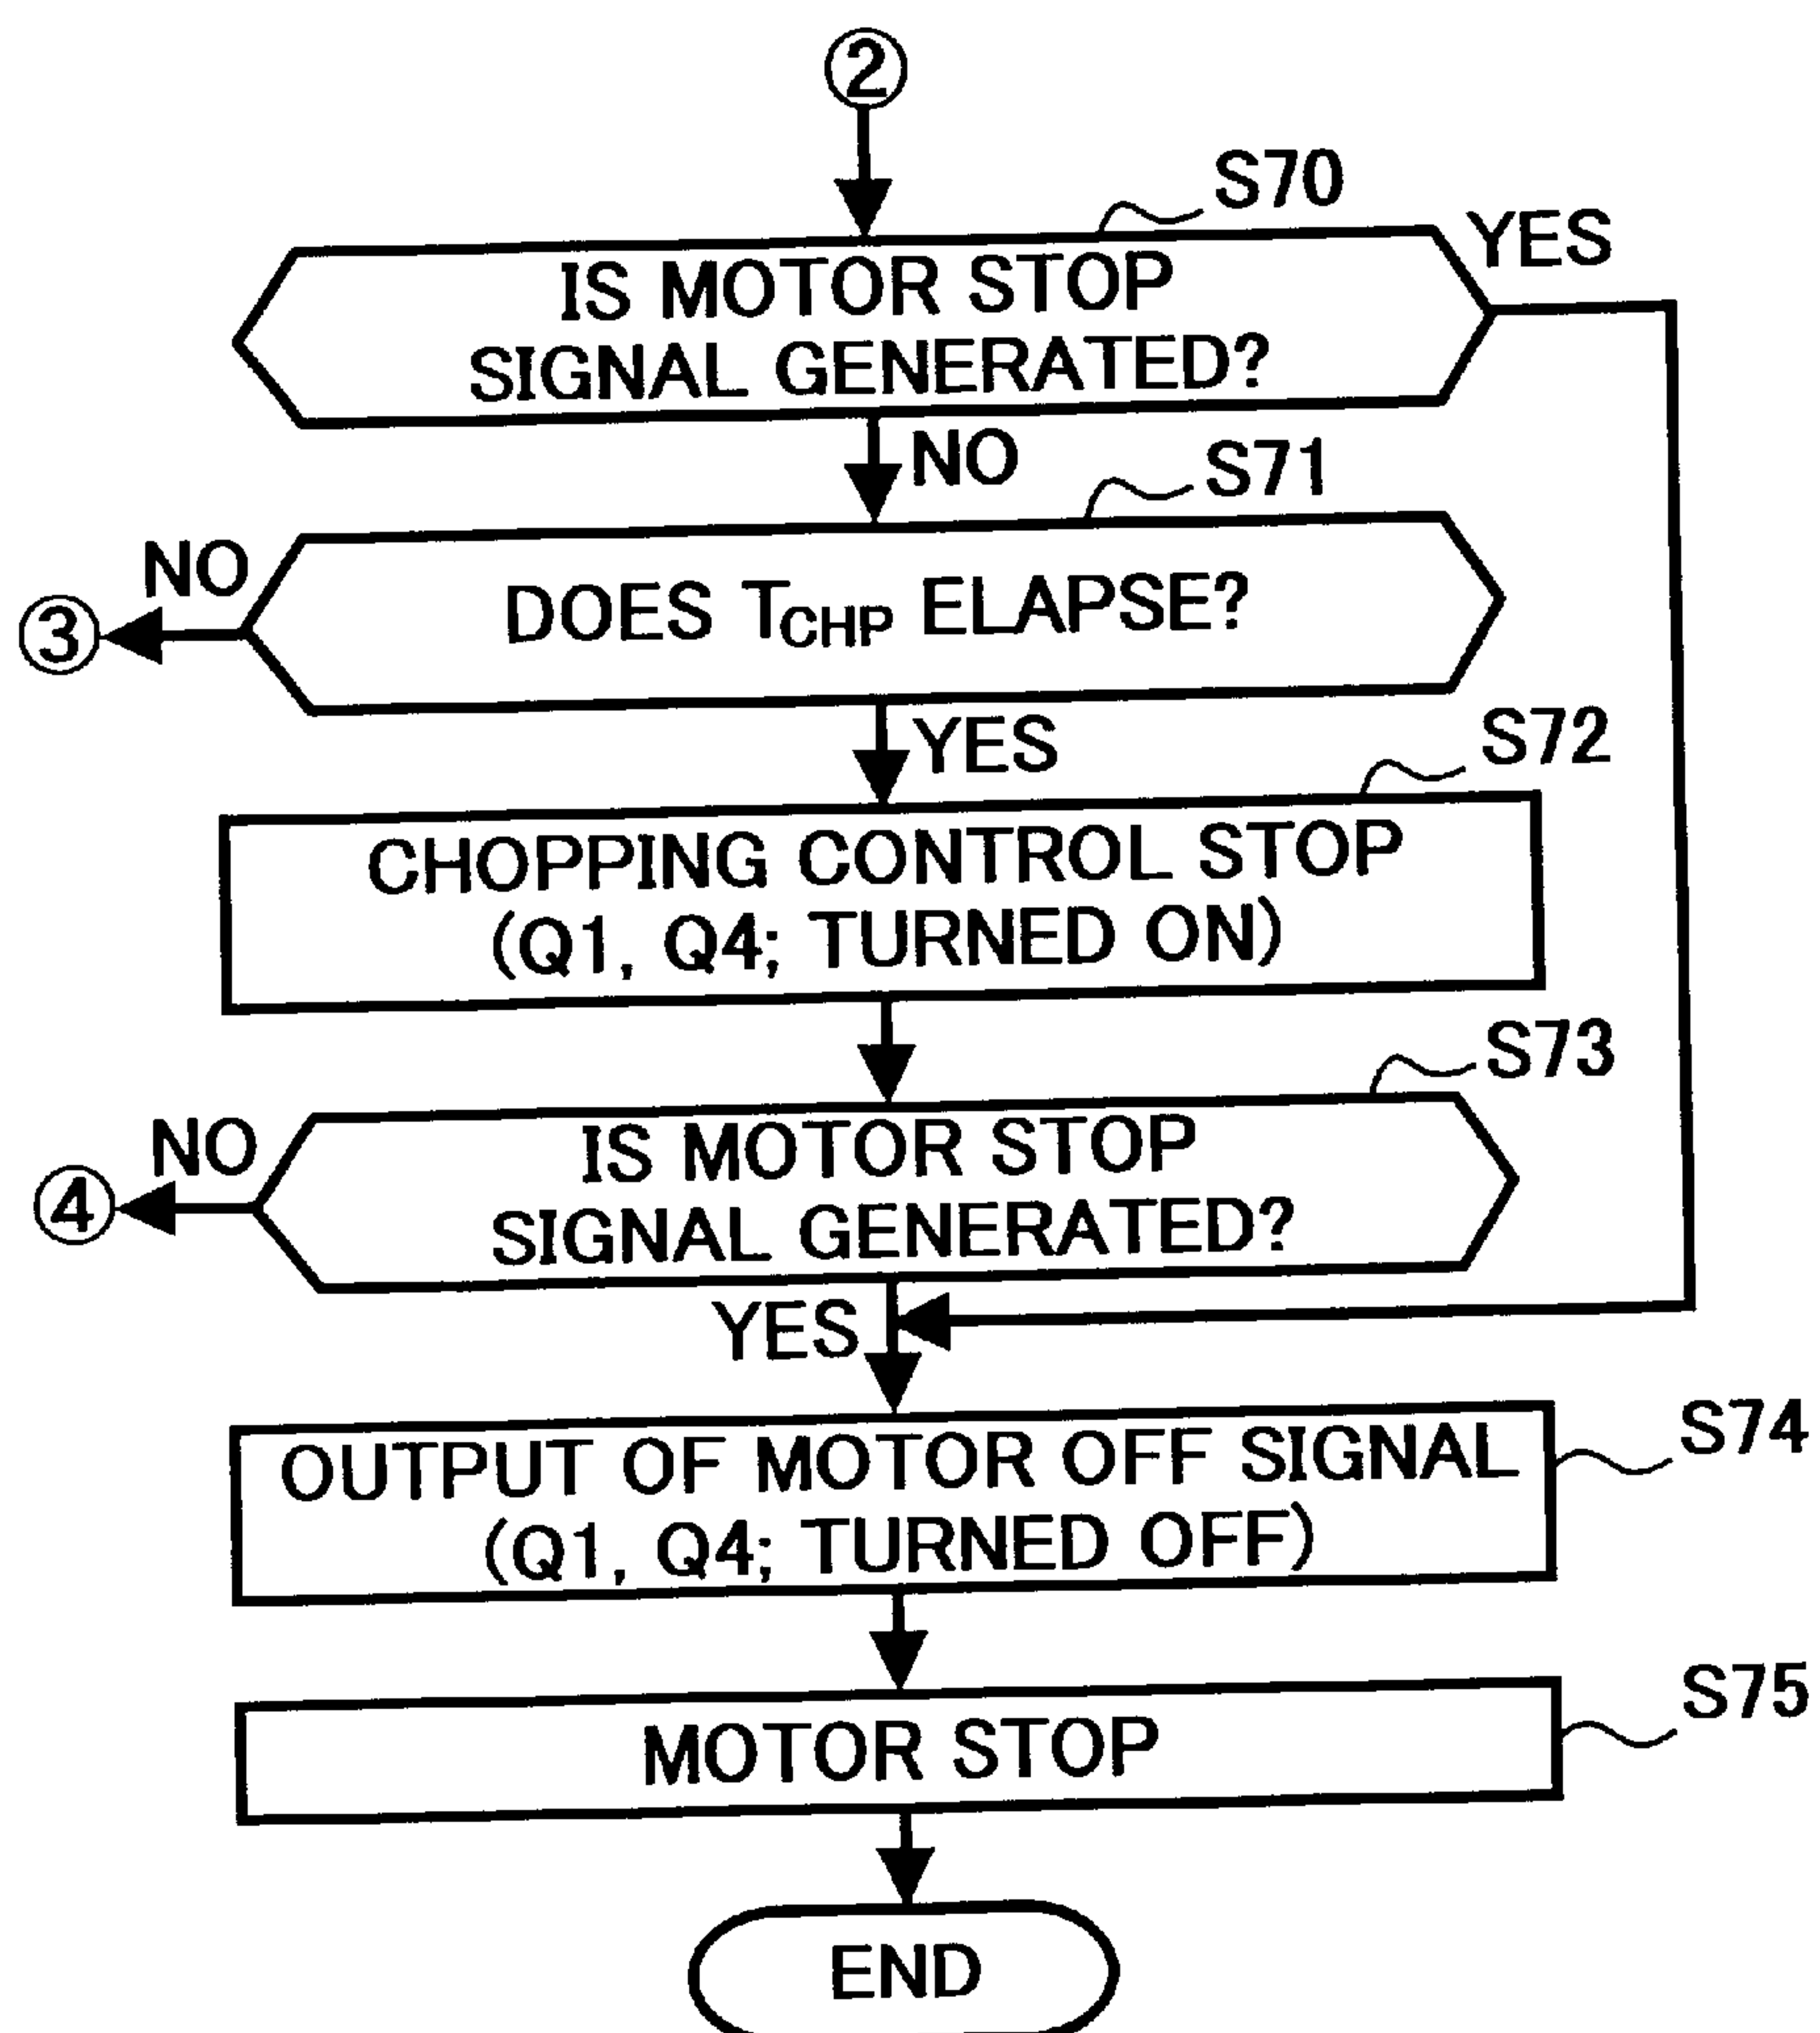 ②
S70
YES
IS MOTOR STOP
SIGNAL GENERATED?
NO
S71
NO
③
DOES TCHP ELAPSE?
YES
S72
CHOPPING CONTROL STOP
(Q1, Q4; TURNED ON)
S73
NO
④
IS MOTOR STOP
SIGNAL GENERATED?
YES
S74
OUTPUT OF MOTOR OFF SIGNAL
(Q1, Q4; TURNED OFF)
S75
MOTOR STOP
END